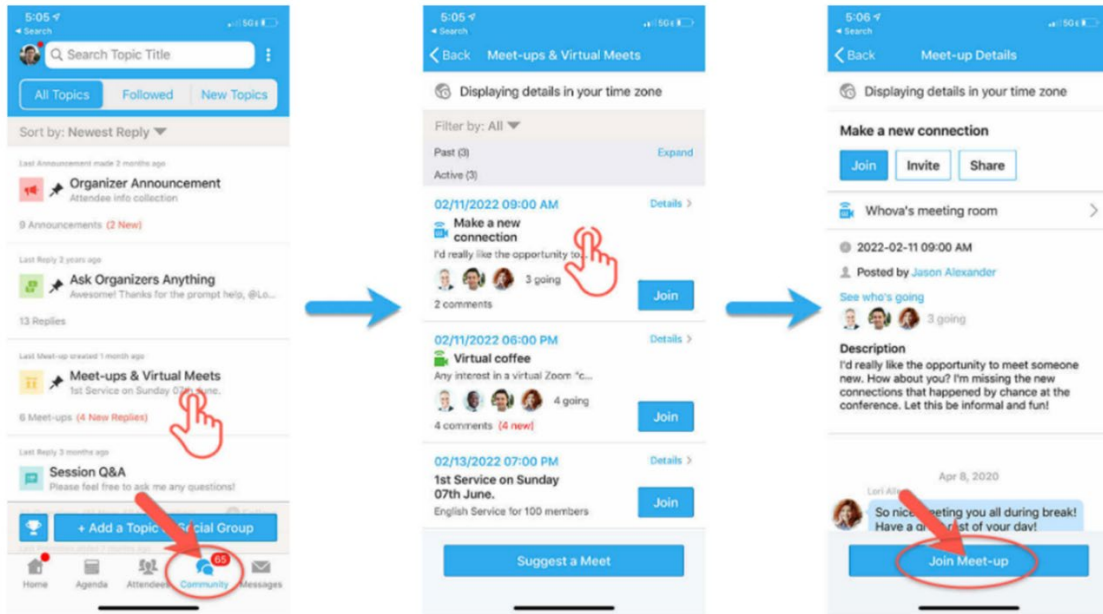 5:05
Search
Search Topic Title
All Topics Followed New Topics
Sort by: Newest Reply
Last Announcement made 2 months ago
Organizer Announcement
Attendee info collection
9 Announcements (2 New)
Last Reply 2 years ago
Ask Organizers Anything
Awesome! Thanks for the prompt help, @Lo...
13 Replies
Last Meet-up created 1 month ago
Meet-ups & Virtual Meets
1st Service on Sunday 07th June.
6 Meet-ups (4 New Replies)
Last Reply 3 months ago
Session Q&A
Please feel free to ask me any questions!
+ Add a Topic Social Group
65
Home Agenda Attendees Community Messages
5:05
Search
Back Meet-ups & Virtual Meets
Displaying details in your time zone
Filter by: All
Past (3) Expand
Active (3)
02/11/2022 09:00 AM Details
Make a new
connection
I'd really like the opportunity to...
3 going
2 comments
Join
02/11/2022 06:00 PM Details
Virtual coffee
Any interest in a virtual Zoom "c...
4 going
4 comments (4 new)
Join
02/13/2022 07:00 PM Details
1st Service on Sunday
07th June.
English Service for 100 members
Join
Suggest a Meet
5:06
Search
Back Meet-up Details
Displaying details in your time zone
Make a new connection
Join Invite Share
Whova's meeting room
2022-02-11 09:00 AM
Posted by Jason Alexander
See who's going
3 going
Description
I'd really like the opportunity to meet someone
new. How about you? I'm missing the new
connections that happened by chance at the
conference. Let this be informal and fun!
Apr 8, 2020
Lori
So nice meeting you all during break!
Have a of your day!
Join Meet-up